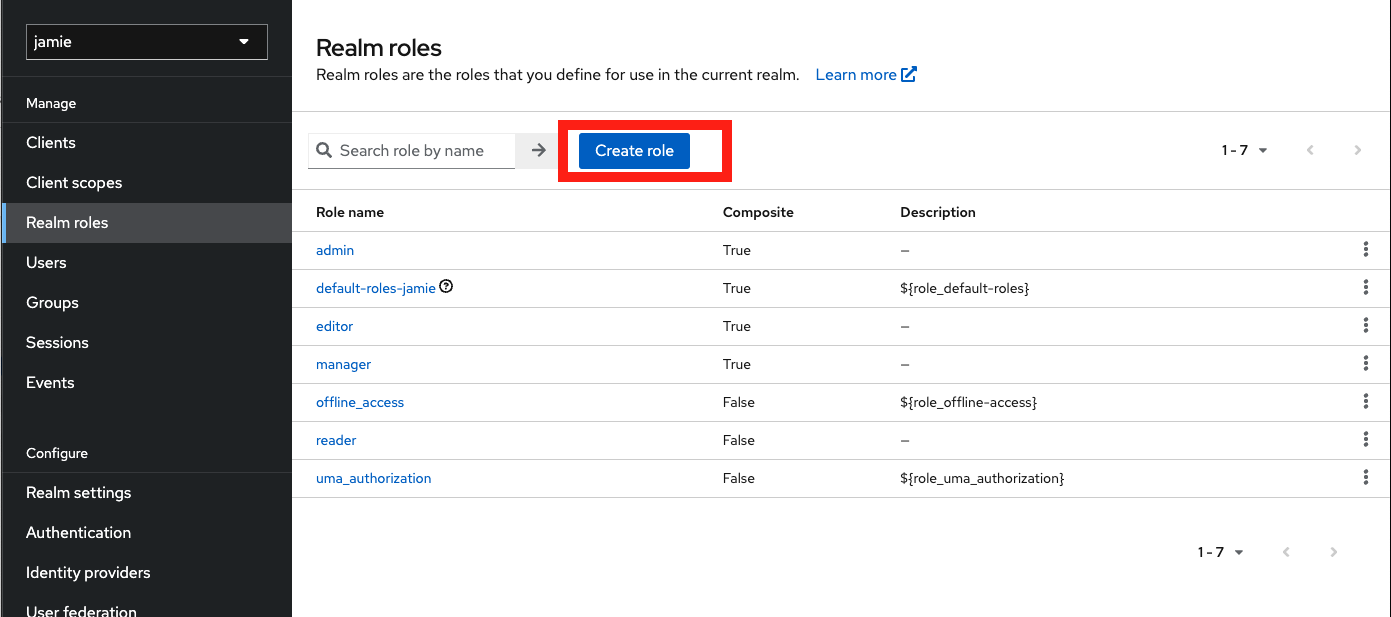 jamie
Manage
Clients
Client scopes
Realm roles
Users
Groups
Sessions
Events
Configure
Realm settings
Authentication
Identity providers
User federation
Realm roles
Realm roles are the roles that you define for use in the current realm. Learn more
Search role by name Create role 1 - 7
Role name Composite Description
admin True –
default-roles-jamie True ${role_default-roles}
editor True –
manager True –
offline_access False ${role_offline-access}
reader False –
uma_authorization False ${role_uma_authorization}
1 - 7